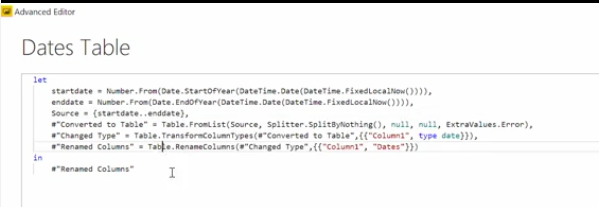 Advanced Editor
Dates Table
let
startdate = Number.From(Date.StartOfYear(DateTime.Date(DateTime.FixedLocalNow()))),
enddate = Number.From(Date.EndOfYear(DateTime.Date(DateTime.FixedLocalNow()))),
Source = {startdate..enddate},
#"Converted to Table" = Table.FromList(Source, Splitter.SplitByNothing(), null, null, ExtraValues.Error),
#"Changed Type" = Table.TransformColumnTypes(#"Converted to Table",{{"Column1", type date}}),
#"Renamed Columns" = Table.RenameColumns(#"Changed Type",{{"Column1", "Dates"}})
in
#"Renamed Columns"